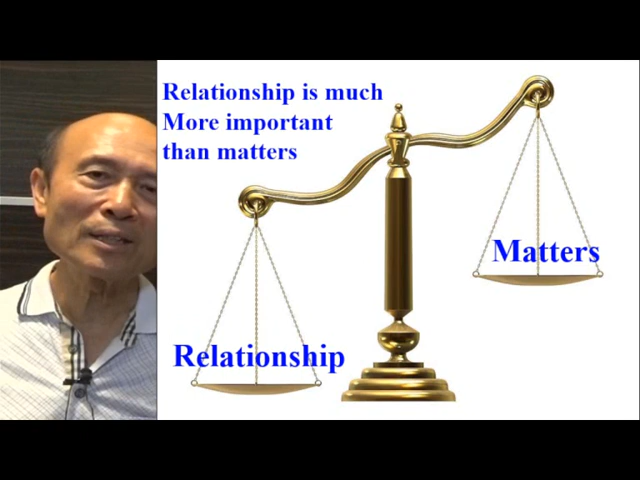 Relationship is much
More important
than matters
Matters
Relationship